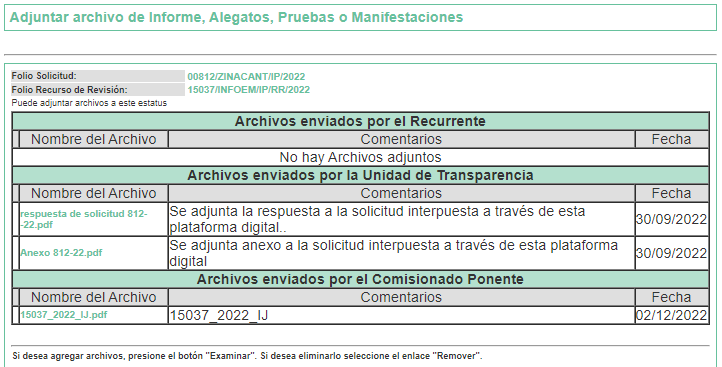 Adjuntar archivo de Informe, Alegatos, Pruebas o Manifestaciones
Folio Solicitud: 00812/ZINACANT/IP/2022
Folio Recurso de Revisión: 15037/INFOEM/IP/RR/2022
Puede adjuntar archivos a este estatus
Archivos enviados por el Recurrente
Nombre del Archivo Comentarios Fecha
No hay Archivos adjuntos
Archivos enviados por la Unidad de Transparencia
Nombre del Archivo Comentarios Fecha
respuesta de solicitud 812-
-22.pdf
Se adjunta la respuesta a la solicitud interpuesta a través de esta
plataforma digital..
30/09/2022
Anexo 812-22.pdf
Se adjunta anexo a la solicitud interpuesta a través de esta plataforma
digital
30/09/2022
Archivos enviados por el Comisionado Ponente
Nombre del Archivo Comentarios Fecha
15037_2022_IJ.pdf 15037_2022_IJ 02/12/2022
Si desea agregar archivos, presione el botón "Examinar". Si desea eliminarlo seleccione el enlace "Remover".